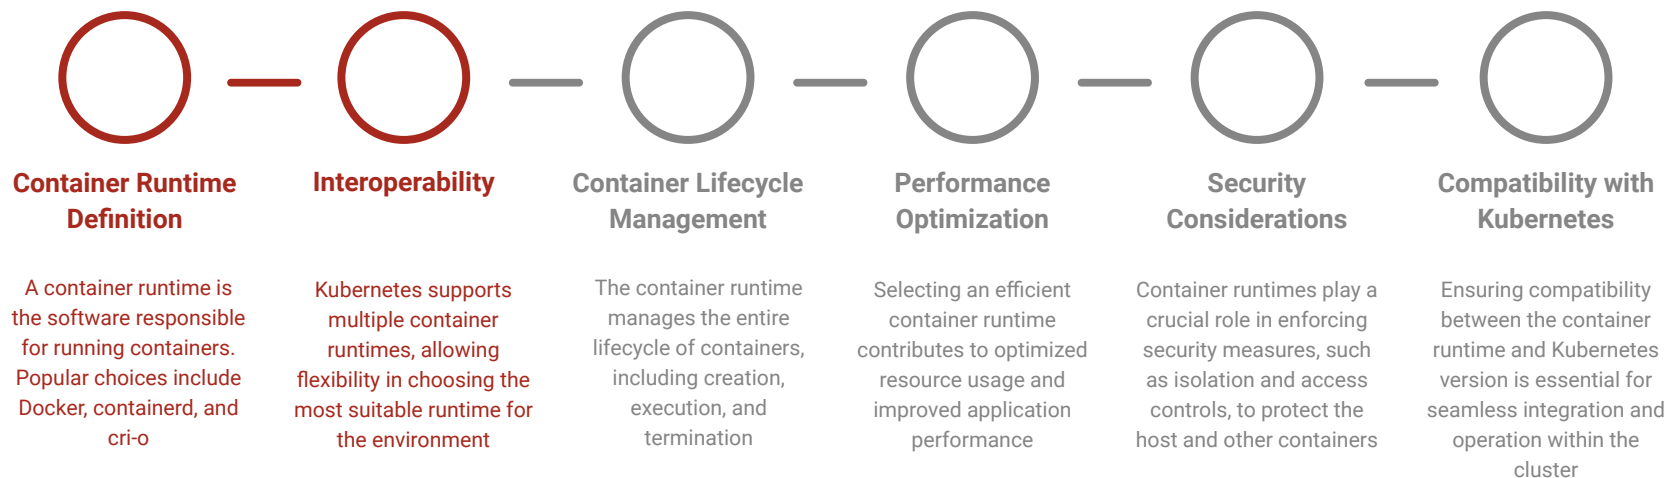 Container Runtime
Definition
A container runtime is
the software responsible
for running containers.
Popular choices include
Docker, containerd, and
cri-o
Interoperability
Kubernetes supports
multiple container
runtimes, allowing
flexibility in choosing the
most suitable runtime for
the environment
Container Lifecycle
Management
The container runtime
manages the entire
lifecycle of containers,
including creation,
execution, and
termination
Performance
Optimization
Selecting an efficient
container runtime
contributes to optimized
resource usage and
improved application
performance
Security
Considerations
Container runtimes play a
crucial role in enforcing
security measures, such
as isolation and access
controls, to protect the
host and other containers
Compatibility with
Kubernetes
Ensuring compatibility
between the container
runtime and Kubernetes
version is essential for
seamless integration and
operation within the
cluster